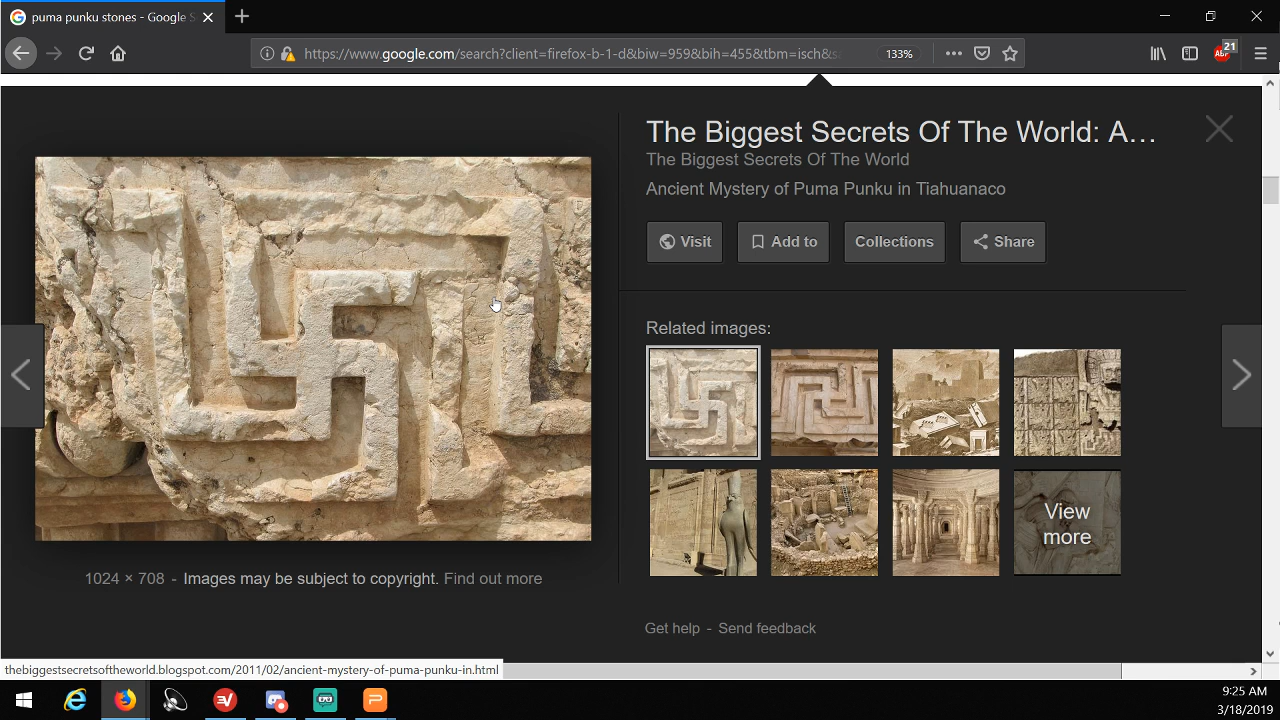 puma punku stones - Google S
https://www.google.com/search?client=firefox-b-1-d&biw=959&bih=455&tbm=isch&s
133%
ABP
21
The Biggest Secrets Of The World: A…
The Biggest Secrets Of The World
Ancient Mystery of Puma Punku in Tiahuanaco
Visit
Add to
Collections
Share
Related images:
View
more
1024 × 708 - Images may be subject to copyright. Find out more
Get help - Send feedback
thebiggestsecretsoftheworld.blogspot.com/2011/02/ancient-mystery-of-puma-punku-in.html
9:25 AM
3/18/2019